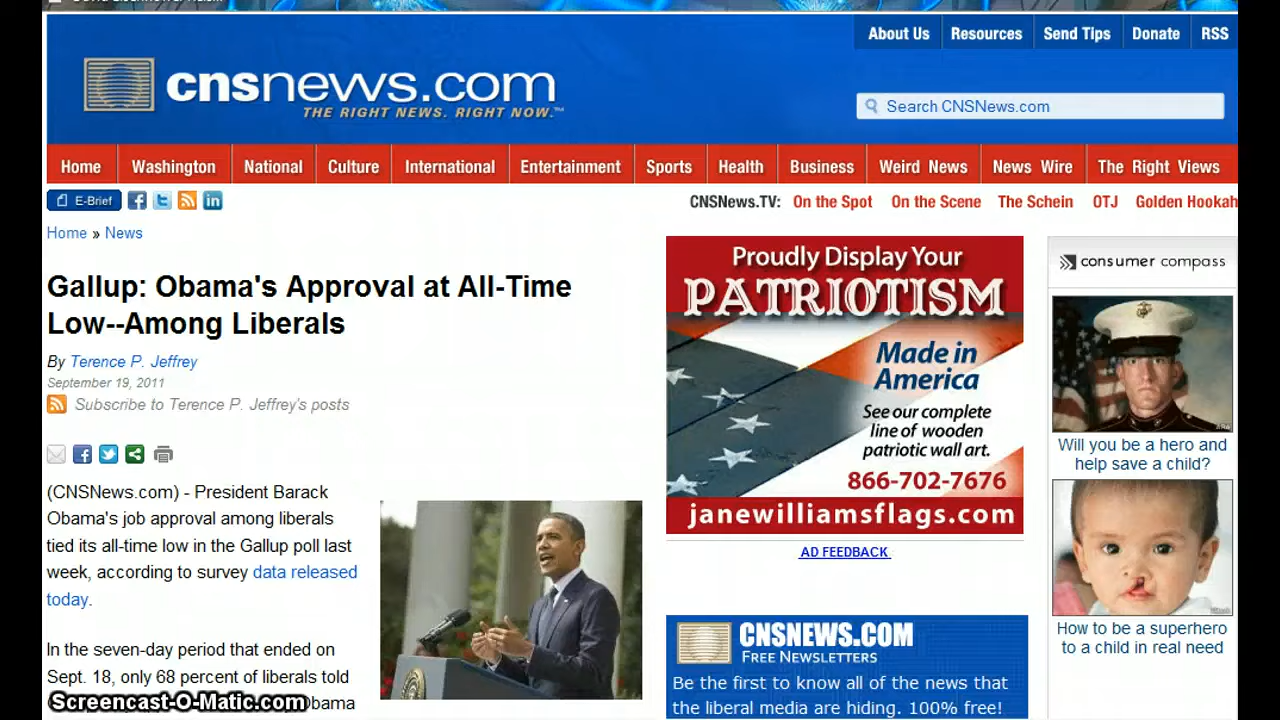 About Us Resources Send Tips Donate RSS
cnsnews.com
THE RIGHT NEWS. RIGHT NOW.™
Search CNSNews.com
Home Washington National Culture International Entertainment Sports Health Business Weird News News Wire The Right Views
E-Brief
CNSNews.TV: On the Spot On the Scene The Schein OTJ Golden Hookah
Home » News
Gallup: Obama's Approval at All-Time
Low--Among Liberals
By Terence P. Jeffrey
September 19, 2011
Subscribe to Terence P. Jeffrey's posts
(CNSNews.com) - President Barack
Obama's job approval among liberals
tied its all-time low in the Gallup poll last
week, according to survey data released
today.
In the seven-day period that ended on
Sept. 18, only 68 percent of liberals told
Screencast-O-Matic.com
Proudly Display Your
PATRIOTISM
Made in
America
See our complete
line of wooden
patriotic wall art.
866-702-7676
janewilliamsflags.com
AD FEEDBACK
CNSNEWS.COM
FREE NEWSLETTERS
Be the first to know all of the news that
the liberal media are hiding. 100% free!
consumer compass
Will you be a hero and
help save a child?
How to be a superhero
to a child in real need